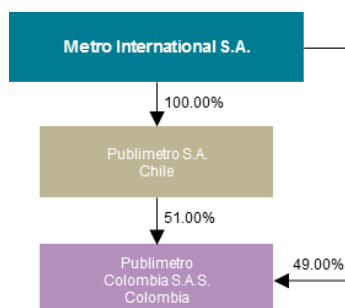 Metro International S.A.
100.00%
Publimetro S.A.
Chile
51.00%
Publimetro
Colombia S.A.S.
Colombia
49.00%